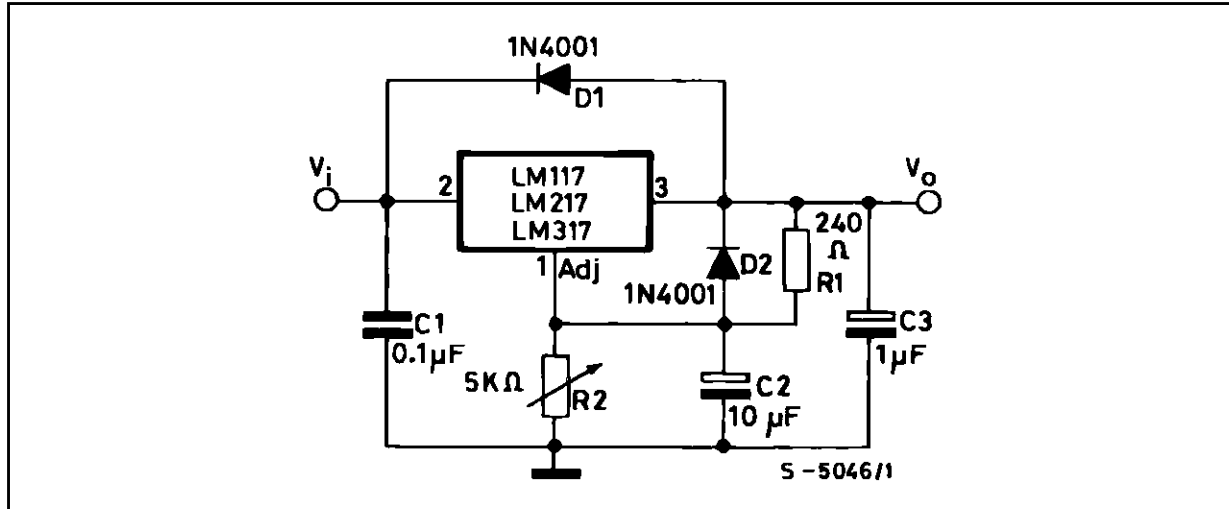 1N4001
D1
Vi
2
LM117
LM217
LM317
3
Vo
1 Adj
1N4001
D2
240
Ω
R1
C1
0.1µF
5KΩ
R2
C2
10 µF
C3
1µF
S-5046/1